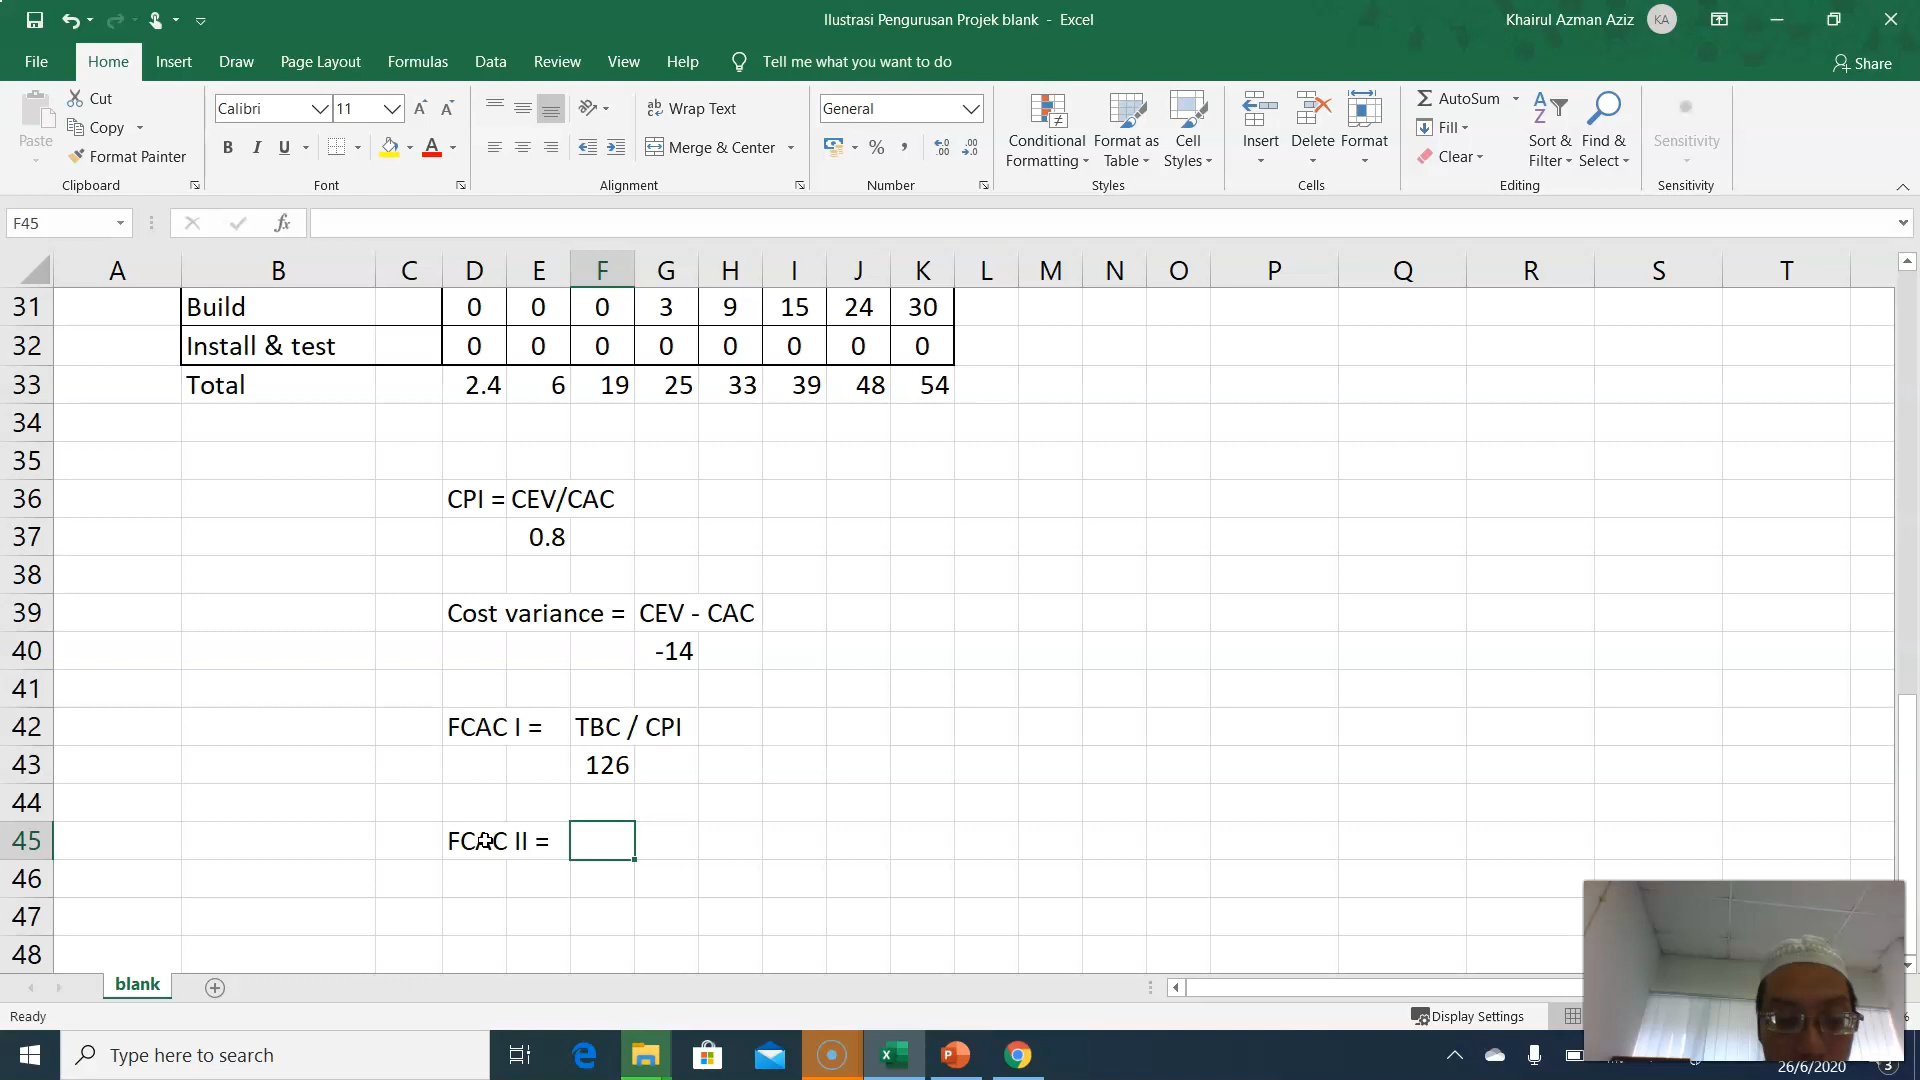 Ilustrasi Pengurusan Projek blank - Excel
Khairul Azman Aziz
KA
File Home Insert Draw Page Layout Formulas Data Review View Help Tell me what you want to do
Share
Paste
Cut
Copy
Format Painter
Clipboard
Calibri 11
B I U
Font
Wrap Text
Merge & Center
Alignment
General
Number
Conditional Formatting
Format as Table
Cell Styles
Styles
Insert Delete Format
Cells
AutoSum
Fill
Clear
Sort & Filter
Find & Select
Editing
Sensitivity
Sensitivity
F45
fx
A B C D E F G H I J K L M N O P Q R S T
31 Build 0 0 0 3 9 15 24 30
32 Install & test 0 0 0 0 0 0 0 0
33 Total 2.4 6 19 25 33 39 48 54
34
35
36 CPI = CEV/CAC
37 0.8
38
39 Cost variance = CEV - CAC
40 -14
41
42 FCAC I = TBC / CPI
43 126
44
45 FCAC II =
46
47
48
blank
Ready
Display Settings
Type here to search
26/6/2020
3